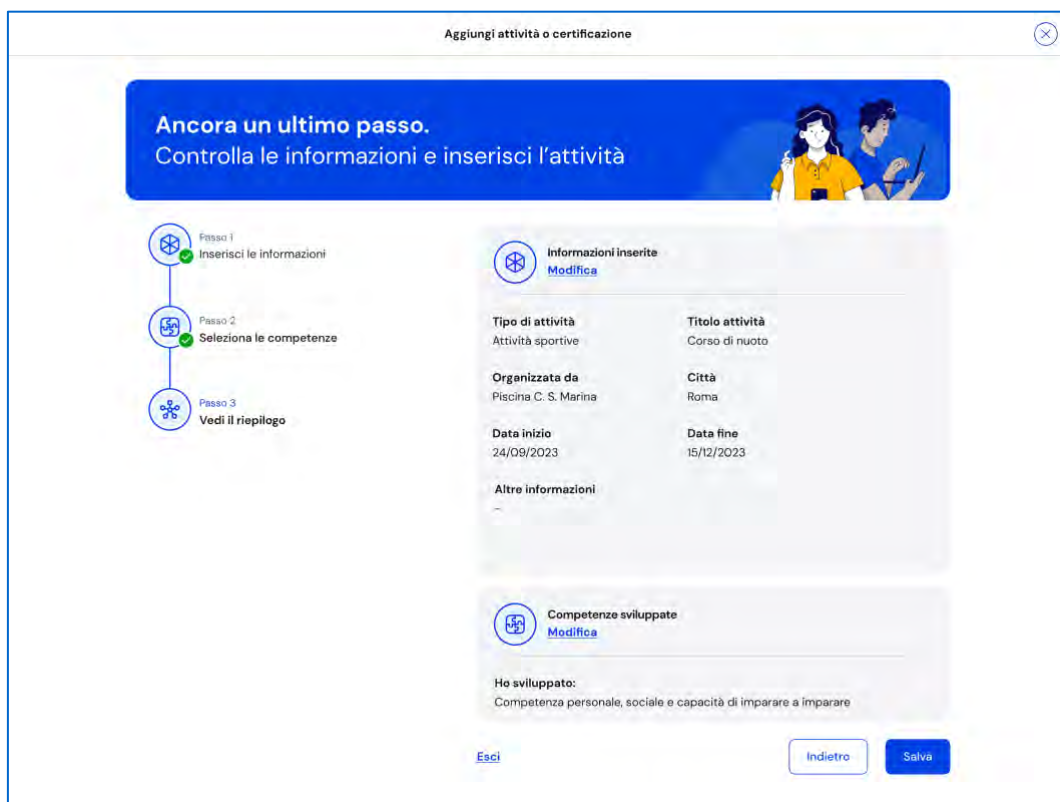 Aggiungi attività o certificazione
Ancora un ultimo passo.
Controlla le informazioni e inserisci l'attività
Passo 1
Inserisci le informazioni
Passo 2
Seleziona le competenze
Passo 3
Vedi il riepilogo
Informazioni inserite
Modifica
Tipo di attività
Attività sportive
Titolo attività
Corso di nuoto
Organizzata da
Piscina C. S. Marina
Città
Roma
Data inizio
24/09/2023
Data fine
15/12/2023
Altre informazioni
–
Competenze sviluppate
Modifica
Ho sviluppato:
Competenza personale, sociale e capacità di imparare a imparare
Esci
Indietro
Salva